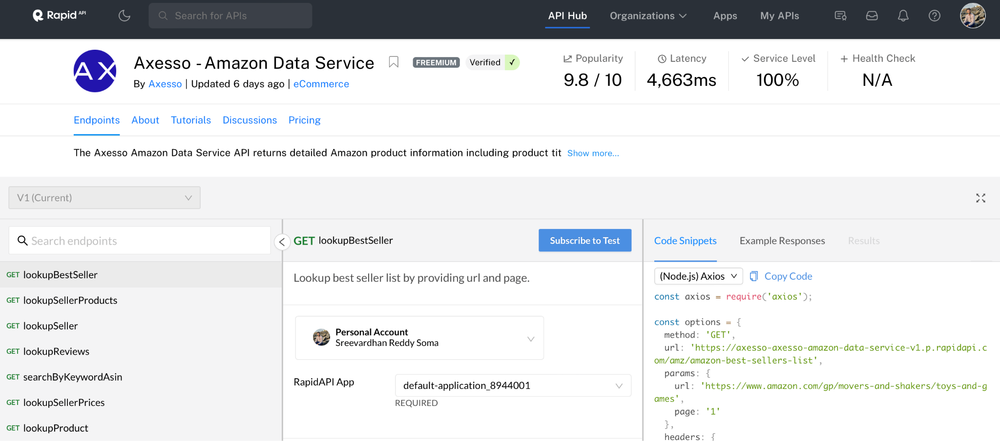 Rapid API
Search for APIs
API Hub
Organizations
Apps
My APIs
AX
Axesso - Amazon Data Service
FREEMIUM
Verified ✓
By Axesso | Updated 6 days ago | eCommerce
Popularity
9.8 / 10
Latency
4,663ms
Service Level
100%
Health Check
N/A
Endpoints
About
Tutorials
Discussions
Pricing
The Axesso Amazon Data Service API returns detailed Amazon product information including product tit Show more...
V1 (Current)
Search endpoints
GET lookupBestSeller
GET lookupSellerProducts
GET lookupSeller
GET lookupReviews
GET searchByKeywordAsin
GET lookupSellerPrices
GET lookupProduct
GET lookupBestSeller
Subscribe to Test
Lookup best seller list by providing url and page.
Personal Account
Sreevardhan Reddy Soma
RapidAPI App
default-application_8944001
REQUIRED
Code Snippets
Example Responses
Results
(Node.js) Axios
Copy Code
const axios = require('axios');
const options = {
method: 'GET',
url: 'https://axesso-axesso-amazon-data-service-v1.p.rapidapi.c
om/amz/amazon-best-sellers-list',
params: {
url: 'https://www.amazon.com/gp/movers-and-shakers/toys-and-g
ames',
page: '1'
},
headers: {